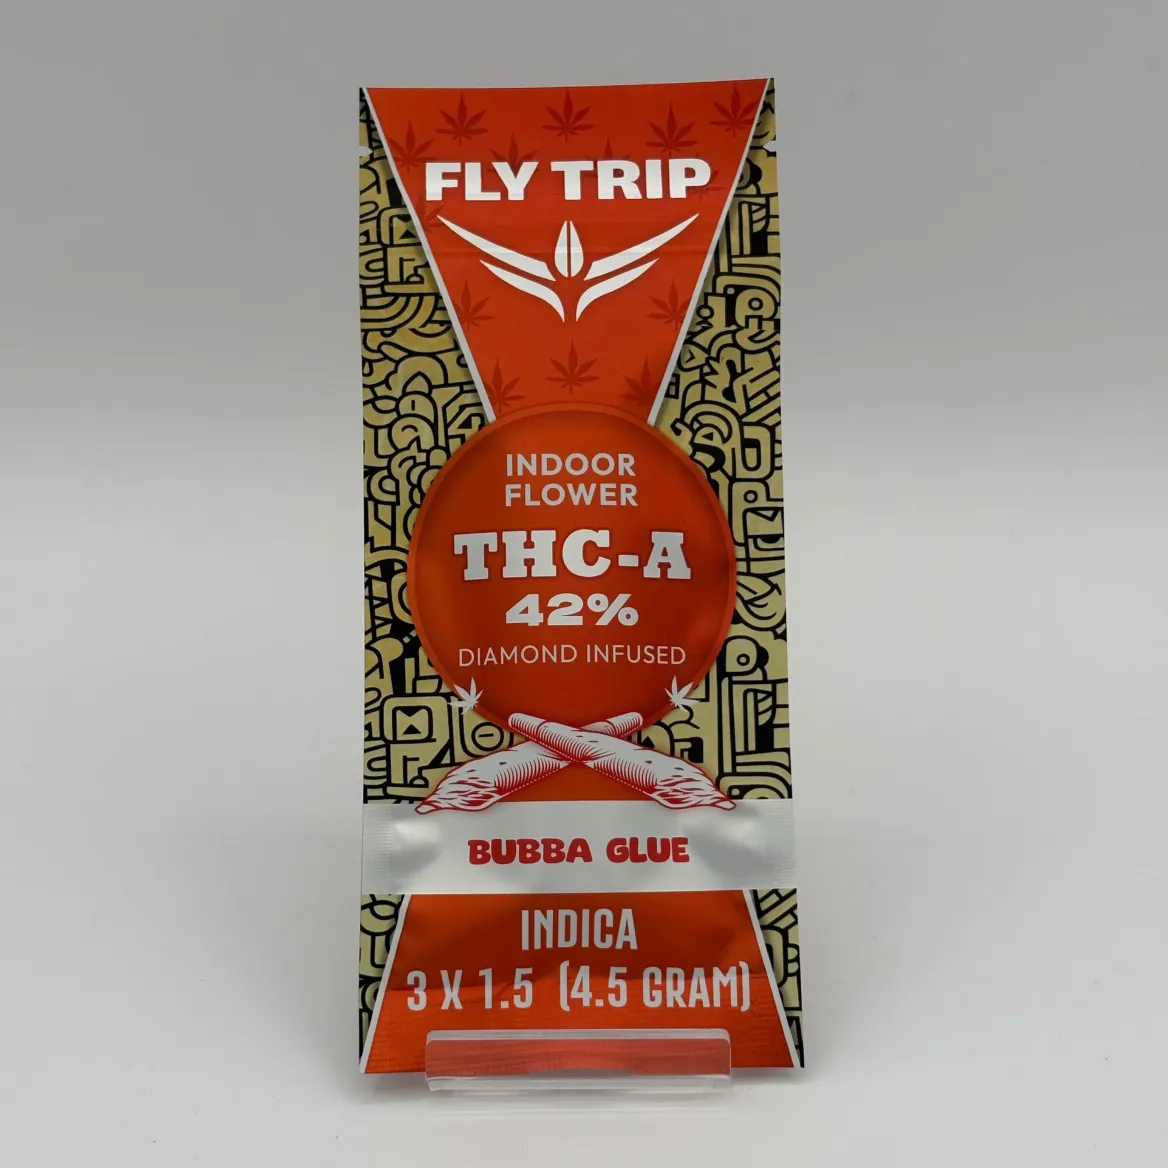 FLY TRIP
INDOOR
FLOWER
THC-A
42%
DIAMOND INFUSED
BUBBA GLUE
INDICA
3 X 1.5 (4.5 GRAM)